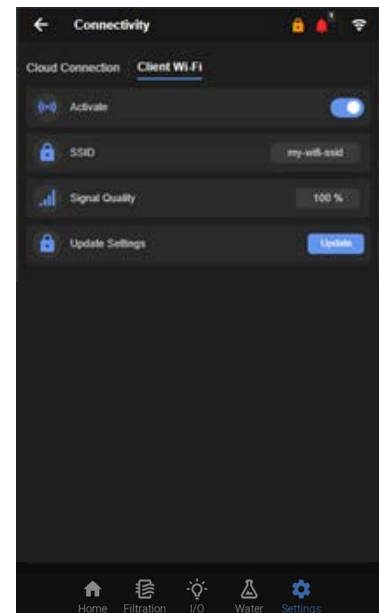 Connectivity
Cloud Connection Client Wi-Fi
Activate
SSID my-wifi-ssid
Signal Quality 100 %
Update Settings Update
Home Filtration I/O Water Settings